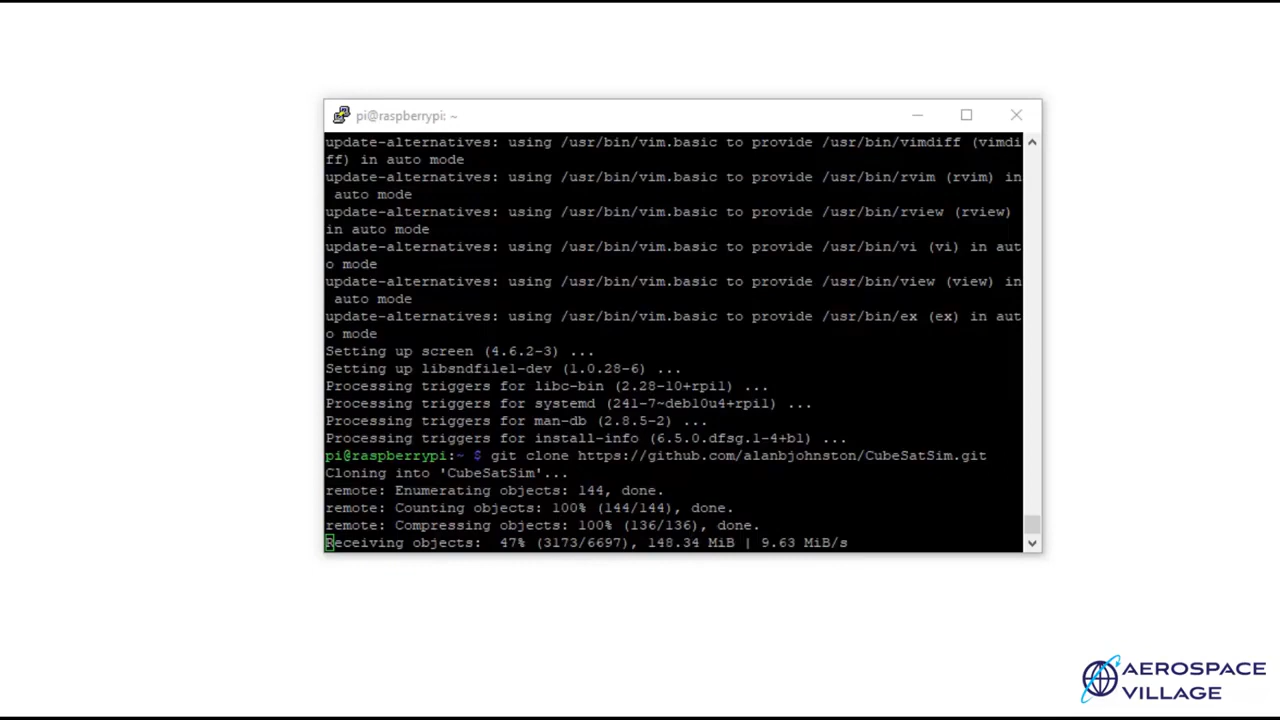 pi@raspberrypi: ~
update-alternatives: using /usr/bin/vim.basic to provide /usr/bin/vimdiff (vimdi
ff) in auto mode
update-alternatives: using /usr/bin/vim.basic to provide /usr/bin/rvim (rvim) in
 auto mode
update-alternatives: using /usr/bin/vim.basic to provide /usr/bin/rview (rview) 
in auto mode
update-alternatives: using /usr/bin/vim.basic to provide /usr/bin/vi (vi) in aut
o mode
update-alternatives: using /usr/bin/vim.basic to provide /usr/bin/view (view) in
 auto mode
update-alternatives: using /usr/bin/vim.basic to provide /usr/bin/ex (ex) in aut
o mode
Setting up screen (4.6.2-3) ...
Setting up libsndfile1-dev (1.0.28-6) ...
Processing triggers for libc-bin (2.28-10+rpi1) ...
Processing triggers for systemd (241-7~deb10u4+rpi1) ...
Processing triggers for man-db (2.8.5-2) ...
Processing triggers for install-info (6.5.0.dfsg.1-4+b1) ...
pi@raspberrypi:~ $ git clone https://github.com/alanbjohnston/CubeSatSim.git
Cloning into 'CubeSatSim'...
remote: Enumerating objects: 144, done.
remote: Counting objects: 100% (144/144), done.
remote: Compressing objects: 100% (136/136), done.
Receiving objects:  47% (3173/6697), 148.34 MiB | 9.63 MiB/s
AEROSPACE
VILLAGE